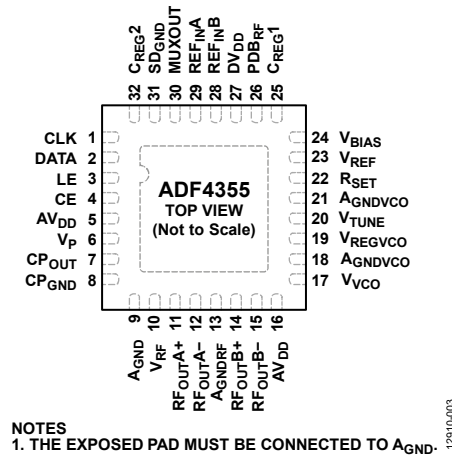 32 CREG2
31 SDGND
30 MUXOUT
29 REFINA
28 REFINB
27 DVDD
26 PDBRF
25 CREG1
CLK 1
DATA 2
LE 3
CE 4
AVDD 5
VP 6
CPOUT 7
CPGND 8
ADF4355
TOP VIEW
(Not to Scale)
24 VBIAS
23 VREF
22 RSET
21 AGNDVCO
20 VTUNE
19 VREGVCO
18 AGNDVCO
17 VVCO
AGND 9
VRF 10
RFOUTA+ 11
RFOUTA− 12
AGNDRF 13
RFOUTB+ 14
RFOUTB− 15
AVDD 16
NOTES
1. THE EXPOSED PAD MUST BE CONNECTED TO AGND.
12910-003